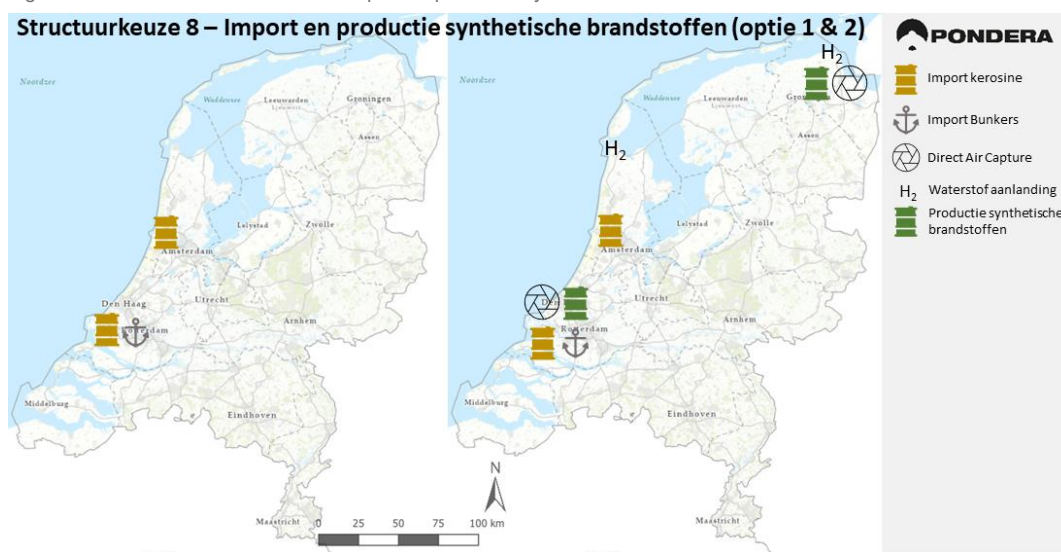 Structuurkeuze 8 – Import en productie synthetische brandstoffen (optie 1 & 2)
PONDERA
Import kerosine
Import Bunkers
Direct Air Capture
H₂ Waterstof aanlanding
Productie synthetische
brandstoffen
Noordzee
Waddenzee
Leeuwarden
Ljouwert
Groningen
Assen
Lelystad
Zwolle
Amsterdam
Den Haag
Utrecht
Arnhem
Middelburg
Eindhoven
Maastricht
H₂
H₂
Noordzee
Waddenzee
Leeuwarden
Ljouwert
Assen
Lelystad
Zwolle
Amsterdam
Utrecht
Arnhem
Rotterdam
Middelburg
Eindhoven
Maastricht
N
0 25 50 75 100 km